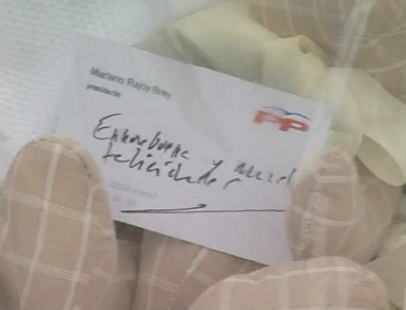 Mariano Rajoy Brey
presidente
PP
Enhorabuena y
felicidades